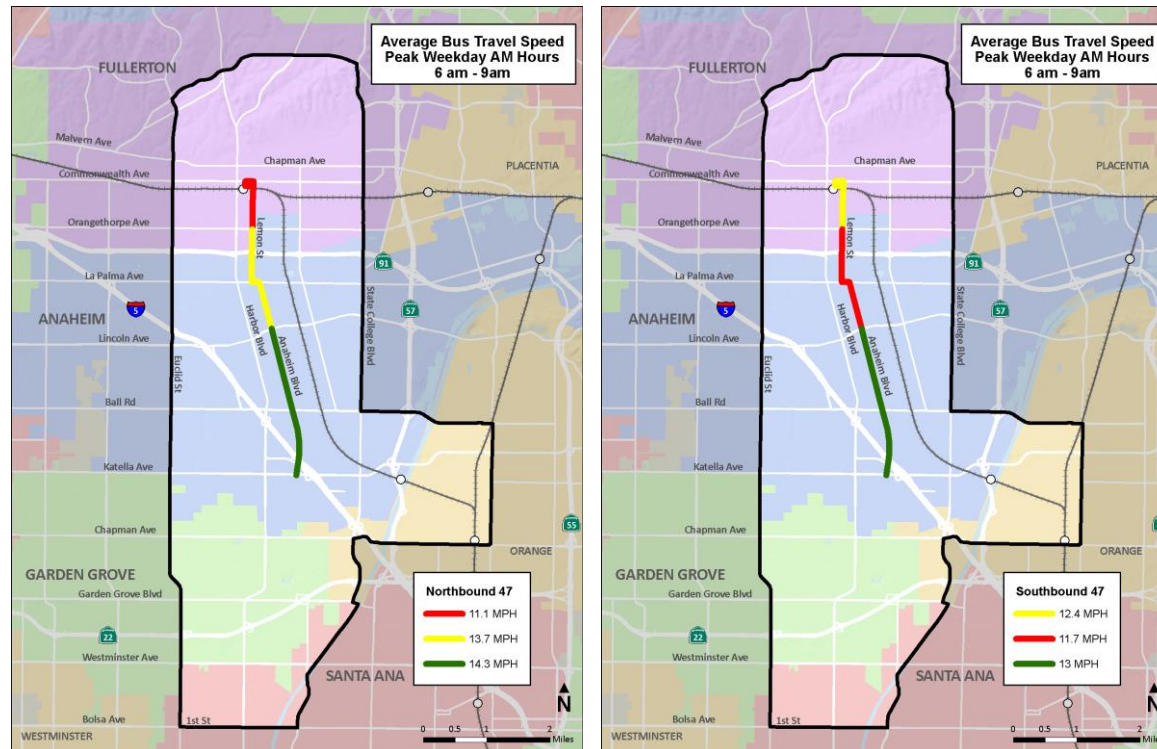 Average Bus Travel Speed
Peak Weekday AM Hours
6 am - 9am
FULLERTON
Malvern Ave
Chapman Ave
PLACENTIA
Commonwealth Ave
Orangethorpe Ave
Lemon St
91
La Palma Ave
5
ANAHEIM
Harbor Blvd
State College Blvd
57
Lincoln Ave
Anaheim Blvd
Euclid St
Ball Rd
Katella Ave
Chapman Ave
55
ORANGE
GARDEN GROVE
Northbound 47
Garden Grove Blvd
11.1 MPH
13.7 MPH
22
14.3 MPH
Westminster Ave
SANTA ANA
N
Bolsa Ave
1st St
WESTMINSTER
0 0.5 1 2
Miles
Average Bus Travel Speed
Peak Weekday AM Hours
6 am - 9am
FULLERTON
Malvern Ave
Chapman Ave
PLACENTIA
Commonwealth Ave
Orangethorpe Ave
Lemon St
91
La Palma Ave
5
ANAHEIM
Harbor Blvd
State College Blvd
57
Lincoln Ave
Anaheim Blvd
Euclid St
Ball Rd
Katella Ave
Chapman Ave
ORANGE
GARDEN GROVE
Southbound 47
Garden Grove Blvd
12.4 MPH
11.7 MPH
22
13 MPH
Westminster Ave
SANTA ANA
N
Bolsa Ave
1st St
WESTMINSTER
0 0.5 1 2